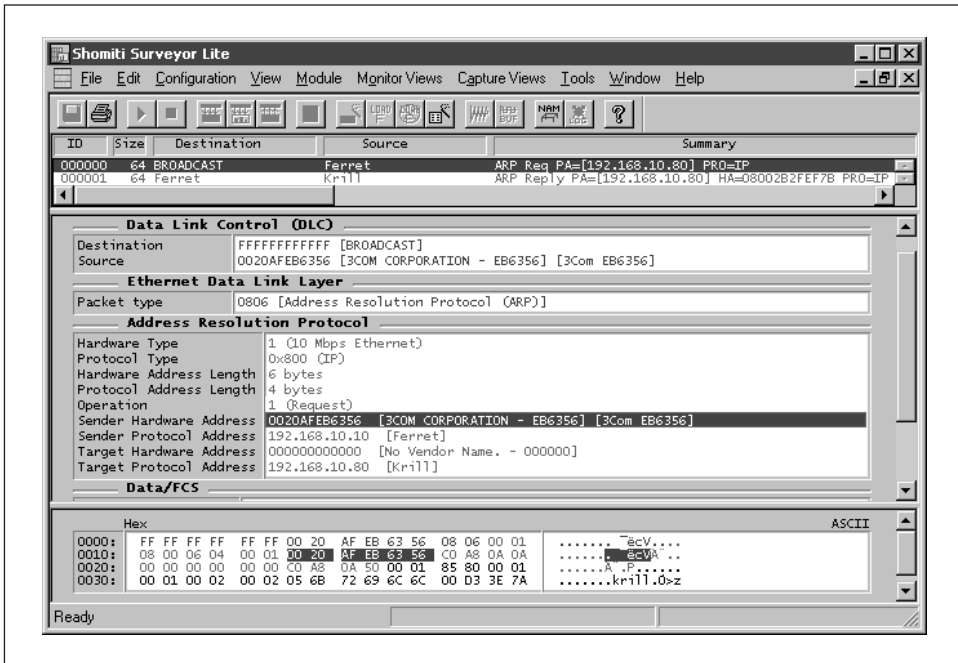 Shomiti Surveyor Lite
File Edit Configuration View Module Monitor Views Capture Views Tools Window Help
ID Size Destination Source Summary
000000 64 BROADCAST Ferret ARP Req PA=[192.168.10.80] PRO=IP
000001 64 Ferret Krill ARP Reply PA=[192.168.10.80] HA=08002B2FEF7B PRO=IP
Data Link Control (DLC)
Destination FFFFFFFFFFFF [BROADCAST]
Source 0020AFEB6356 [3COM CORPORATION - EB6356] [3Com EB6356]
Ethernet Data Link Layer
Packet type 0806 [Address Resolution Protocol (ARP)]
Address Resolution Protocol
Hardware Type 1 (10 Mbps Ethernet)
Protocol Type 0x800 (IP)
Hardware Address Length 6 bytes
Protocol Address Length 4 bytes
Operation 1 (Request)
Sender Hardware Address 0020AFEB6356 [3COM CORPORATION - EB6356] [3Com EB6356]
Sender Protocol Address 192.168.10.10 [Ferret]
Target Hardware Address 000000000000 [No Vendor Name. - 000000]
Target Protocol Address 192.168.10.80 [Krill]
Data/FCS
Hex ASCII
0000: FF FF FF FF FF FF 00 20 AF EB 63 56 08 06 00 01 ....... ¯ëcV....
0010: 08 00 06 04 00 01 00 20 AF EB 63 56 C0 A8 0A 0A ....... ¯ëcVÀ¨..
0020: 00 00 00 00 00 00 C0 A8 0A 50 00 01 85 80 00 01 ......À¨.P......
0030: 00 01 00 02 00 02 05 6B 72 69 6C 6C 00 D3 3E 7A .......krill.Ó>z
Ready